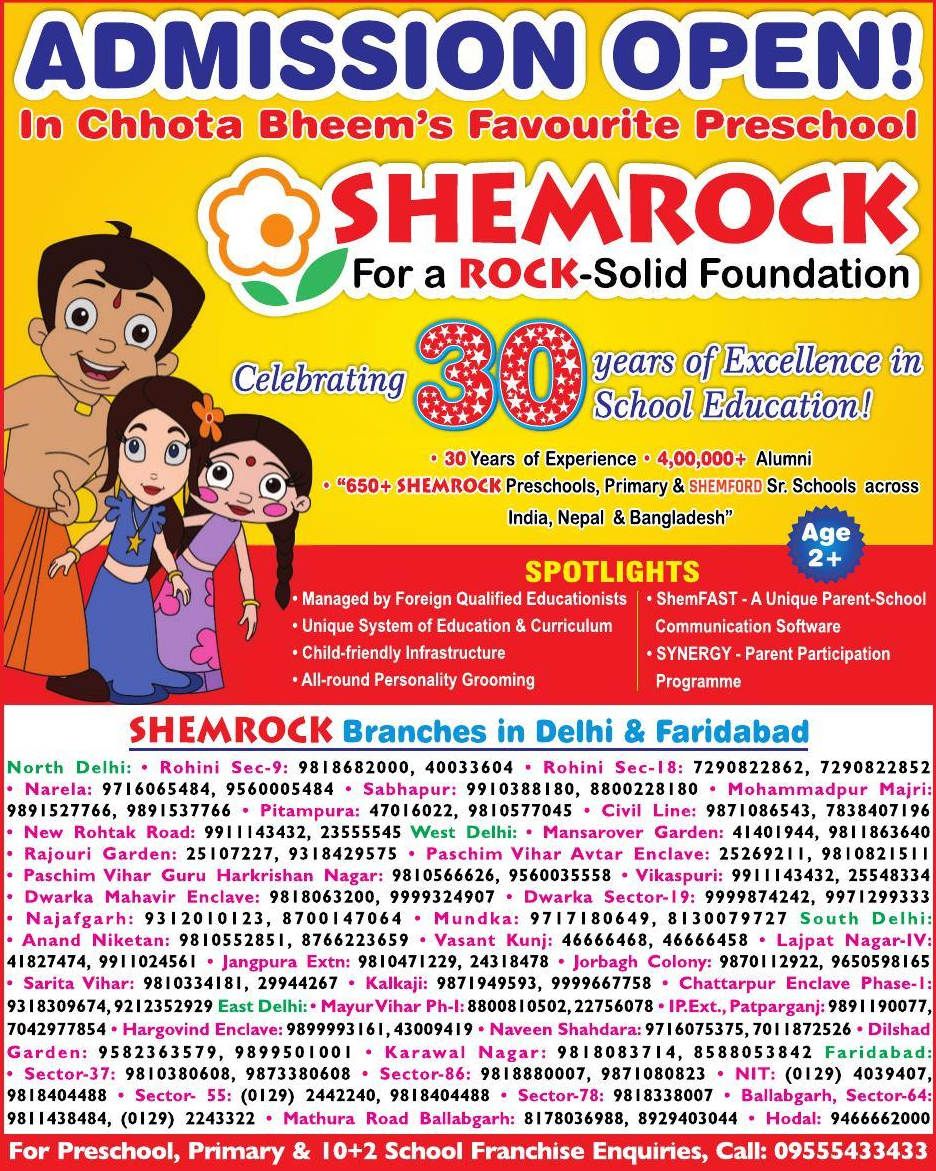 ADMISSION OPEN!
In Chhota Bheem's Favourite Preschool
SHEMROCK
For a ROCK-Solid Foundation
Celebrating 30 years of Excellence in
School Education!
• 30 Years of Experience • 4,00,000+ Alumni
• "650+ SHEMROCK Preschools, Primary & SHEMFORD Sr. Schools across
India, Nepal & Bangladesh"
Age
2+
SPOTLIGHTS
• Managed by Foreign Qualified Educationists
• Unique System of Education & Curriculum
• Child-friendly Infrastructure
• All-round Personality Grooming
• ShemFAST - A Unique Parent-School
Communication Software
• SYNERGY - Parent Participation
Programme
SHEMROCK Branches in Delhi & Faridabad
North Delhi: • Rohini Sec-9: 9818682000, 40033604 • Rohini Sec-18: 7290822862, 7290822852
• Narela: 9716065484, 9560005484 • Sabhapur: 9910388180, 8800228180 • Mohammadpur Majri:
9891527766, 9891537766 • Pitampura: 47016022, 9810577045 • Civil Line: 9871086543, 7838407196
• New Rohtak Road: 9911143432, 23555545 West Delhi: • Mansarover Garden: 41401944, 9811863640
• Rajouri Garden: 25107227, 9318429575 • Paschim Vihar Avtar Enclave: 25269211, 9810821511
• Paschim Vihar Guru Harkrishan Nagar: 9810566626, 9560035558 • Vikaspuri: 9911143432, 25548334
• Dwarka Mahavir Enclave: 9818063200, 9999324907 • Dwarka Sector-19: 9999874242, 9971299333
• Najafgarh: 9312010123, 8700147064 • Mundka: 9717180649, 8130079727 South Delhi:
• Anand Niketan: 9810552851, 8766223659 • Vasant Kunj: 46666468, 46666458 • Lajpat Nagar-IV:
41827474, 9911024561 • Jangpura Extn: 9810471229, 24318478 • Jorbagh Colony: 9870112922, 9650598165
• Sarita Vihar: 9810334181, 29944267 • Kalkaji: 9871949593, 9999667758 • Chattarpur Enclave Phase-I:
9318309674, 9212352929 East Delhi: • Mayur Vihar Ph-I: 8800810502, 22756078 • IP.Ext., Patparganj: 9891190077,
7042977854 • Hargovind Enclave: 9899993161, 43009419 • Naveen Shahdara: 9716075375, 7011872526 • Dilshad
Garden: 9582363579, 9899501001 • Karawal Nagar: 9818083714, 8588053842 Faridabad:
• Sector-37: 9810380608, 9873380608 • Sector-86: 9818880007, 9871080823 • NIT: (0129) 4039407,
9818404488 • Sector- 55: (0129) 2442240, 9818404488 • Sector-78: 9818338007 • Ballabgarh, Sector-64:
9811438484, (0129) 2243322 • Mathura Road Ballabgarh: 8178036988, 8929403044 • Hodal: 9466662000
For Preschool, Primary & 10+2 School Franchise Enquiries, Call: 09555433433